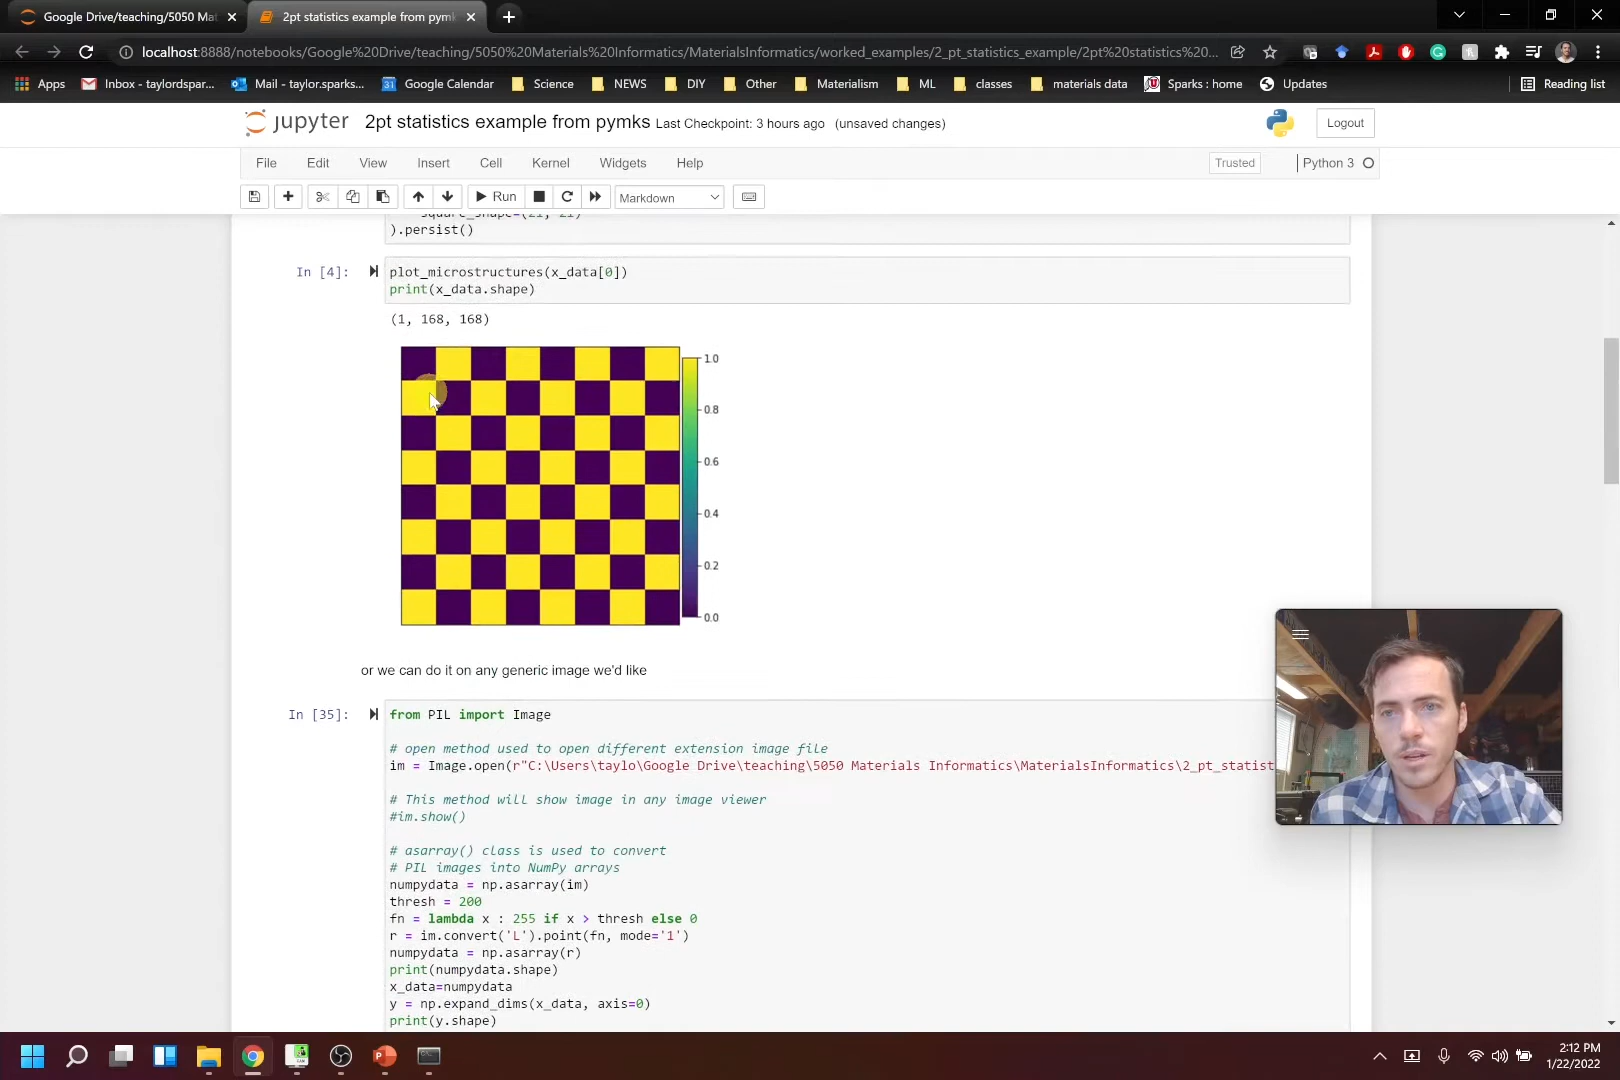 Google Drive/teaching/5050 Mat
2pt statistics example from pymk
localhost:8888/notebooks/Google%20Drive/teaching/5050%20Materials%20Informatics/MaterialsInformatics/worked_examples/2_pt_statistics_example/2pt%20statistics%20...
Apps Inbox - taylordspar... Mail - taylor.sparks... Google Calendar Science NEWS DIY Other Materialism ML classes materials data Sparks : home Updates Reading list
jupyter 2pt statistics example from pymks Last Checkpoint: 3 hours ago (unsaved changes) Logout
File Edit View Insert Cell Kernel Widgets Help Trusted Python 3
Run Markdown
square_shape=(21, 21)
).persist()
In [4]: plot_microstructures(x_data[0])
print(x_data.shape)
(1, 168, 168)
1.0
0.8
0.6
0.4
0.2
0.0
or we can do it on any generic image we'd like
In [35]: from PIL import Image
# open method used to open different extension image file
im = Image.open(r"C:\Users\taylo\Google Drive\teaching\5050 Materials Informatics\MaterialsInformatics\2_pt_statist
# This method will show image in any image viewer
#im.show()
# asarray() class is used to convert
# PIL images into NumPy arrays
numpydata = np.asarray(im)
thresh = 200
fn = lambda x : 255 if x > thresh else 0
r = im.convert('L').point(fn, mode='1')
numpydata = np.asarray(r)
print(numpydata.shape)
x_data=numpydata
y = np.expand_dims(x_data, axis=0)
print(y.shape)
2:12 PM
1/22/2022